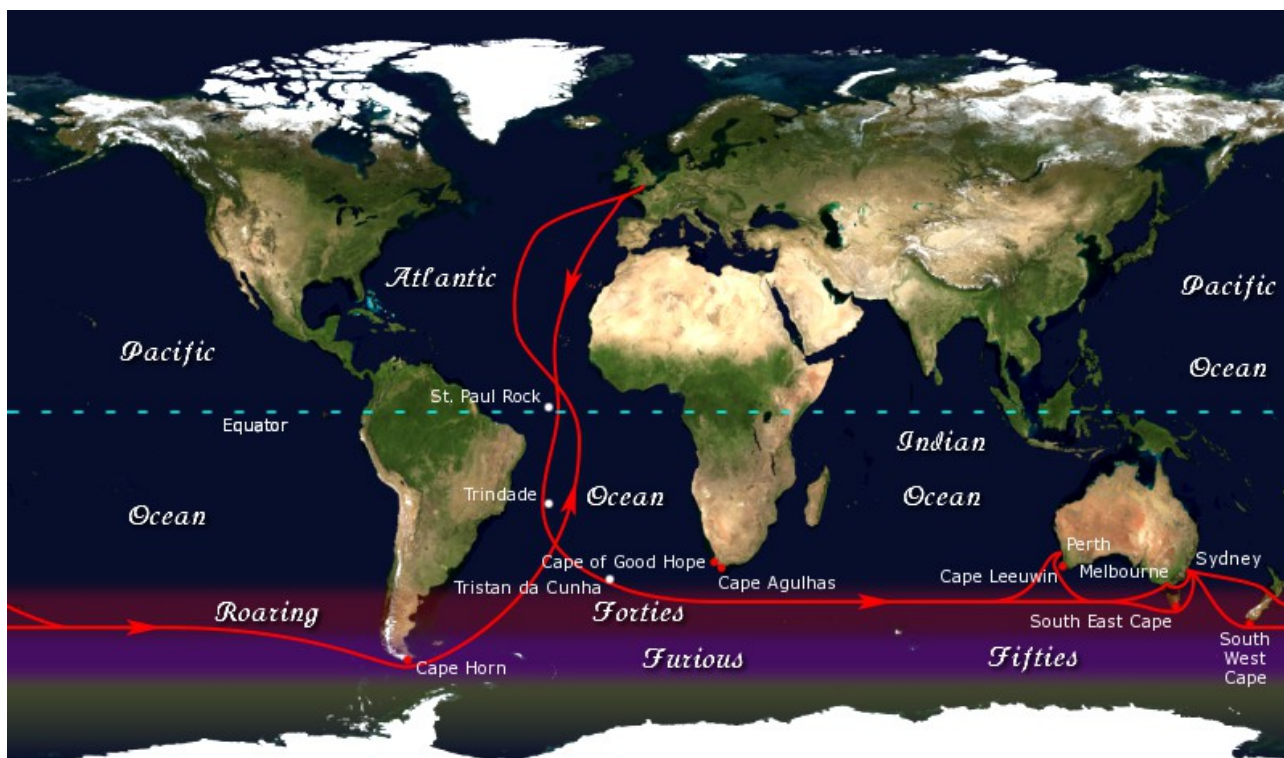 Atlantic
Pacific
Pacific
Ocean
St. Paul Rock
Equator
Indian
Trindade
Ocean
Ocean
Ocean
Perth
Cape of Good Hope
Sydney
Cape Leeuwin
Melbourne
Cape Agulhas
Tristan da Cunha
Roaring
Forties
South East Cape
South
West
Cape
Furious
Fifties
Cape Horn